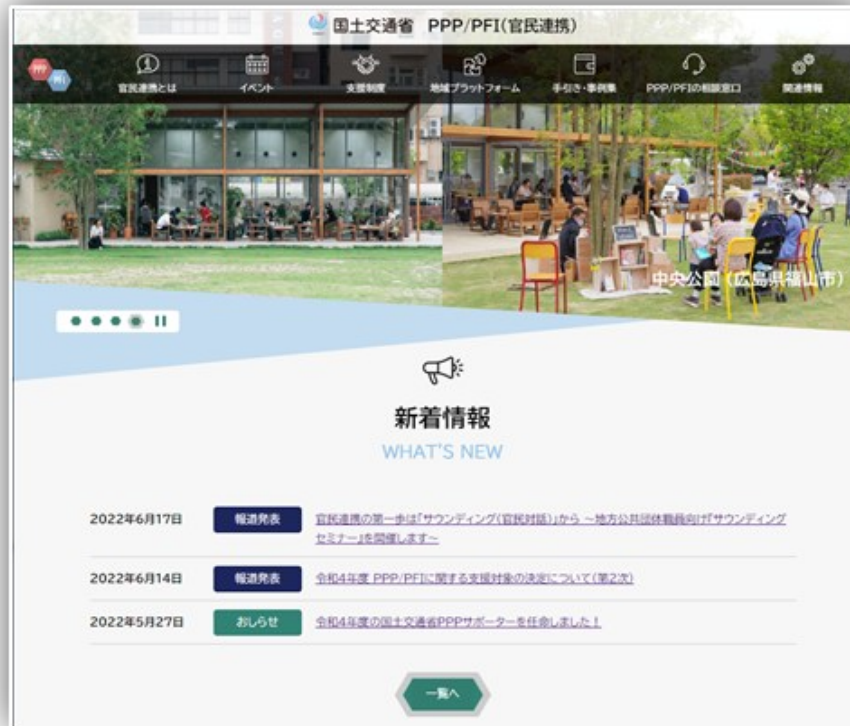 国土交通省 PPP/PFI(官民連携)
PPP
PFI
官民連携とは
イベント
支援制度
地域プラットフォーム
手引き・事例集
PPP/PFIの相談窓口
関連情報
中央公園(広島県福山市)
新着情報
WHAT'S NEW
2022年6月17日 報道発表 官民連携の第一歩は「サウンディング(官民対話)」から ～地方公共団体職員向け「サウンディング
セミナー」を開催します～
2022年6月14日 報道発表 令和4年度 PPP/PFIに関する支援対象の決定について(第2次)
2022年5月27日 おしらせ 令和4年度の国土交通省PPPサポーターを任命しました！
一覧へ